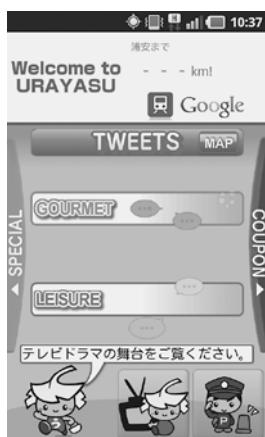 10:37
浦安まで
Welcome to
URAYASU
- - - km!
Google
TWEETS
MAP
GOURMET
LEISURE
◀ SPECIAL
COUPON ▶
テレビドラマの舞台をご覧ください。
う
P